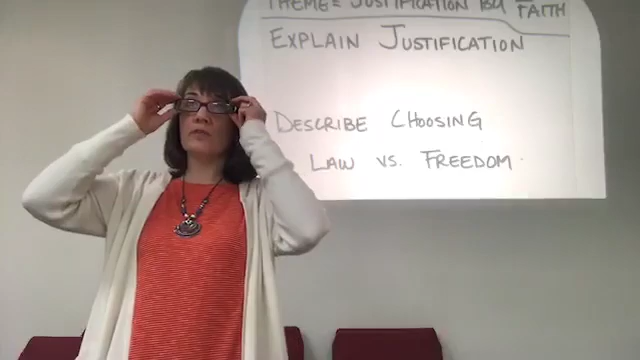 THEME = JUSTIFICATION BY FAITH
EXPLAIN JUSTIFICATION
DESCRIBE CHOOSING
LAW VS. FREEDOM